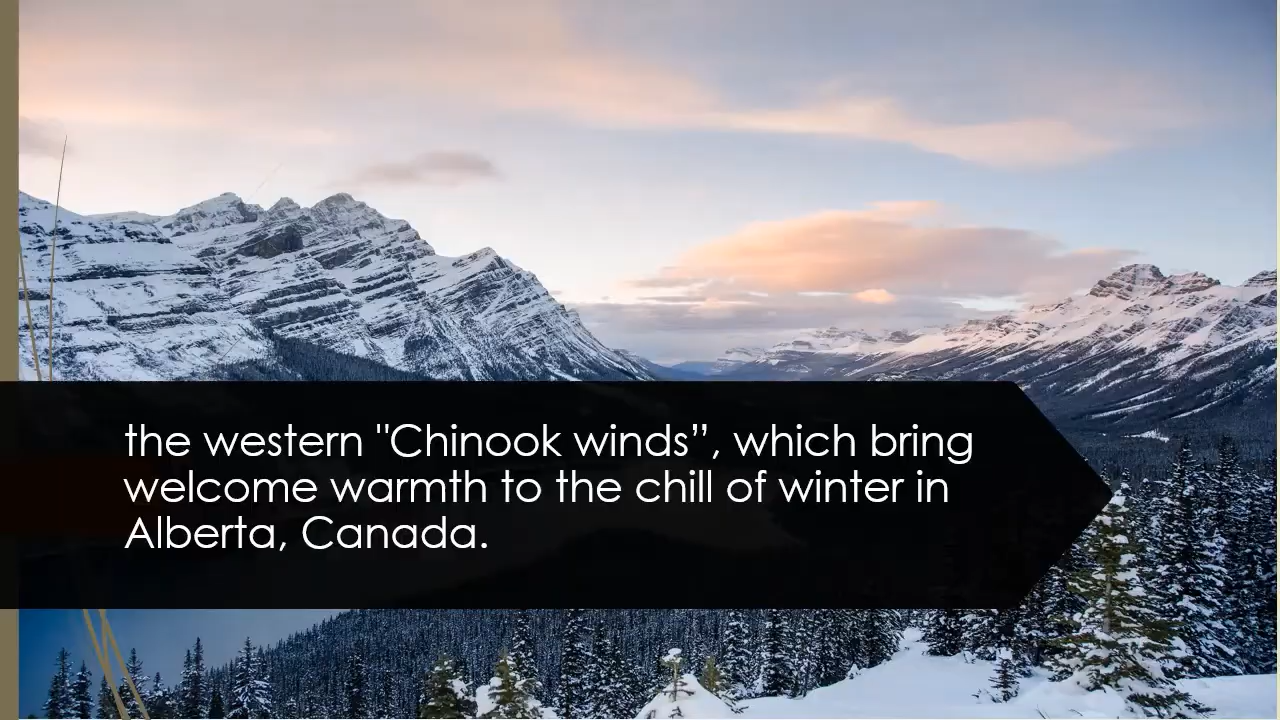 the western "Chinook winds”, which bring
welcome warmth to the chill of winter in
Alberta, Canada.